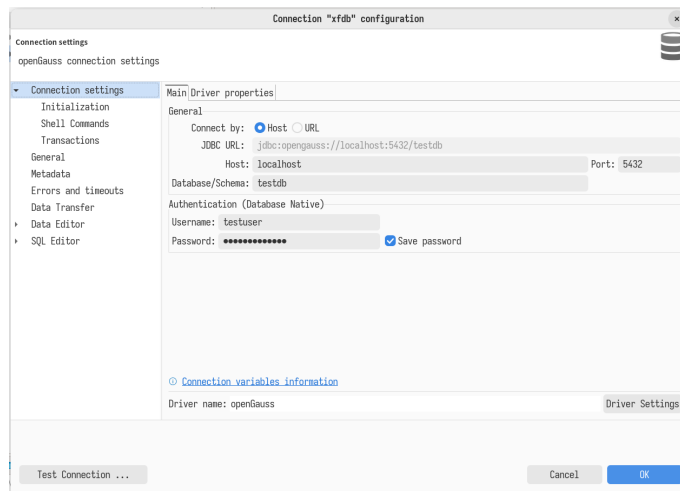 Connection "xfdb" configuration
Connection settings
openGauss connection settings
Connection settings
Initialization
Shell Commands
Transactions
General
Metadata
Errors and timeouts
Data Transfer
Data Editor
SQL Editor
Main Driver properties
General
Connect by: Host URL
JDBC URL: jdbc:opengauss://localhost:5432/testdb
Host: localhost Port: 5432
Database/Schema: testdb
Authentication (Database Native)
Username: testuser
Password: ●●●●●●●●●●●●● Save password
Connection variables information
Driver name: openGauss Driver Settings
Test Connection ... Cancel OK